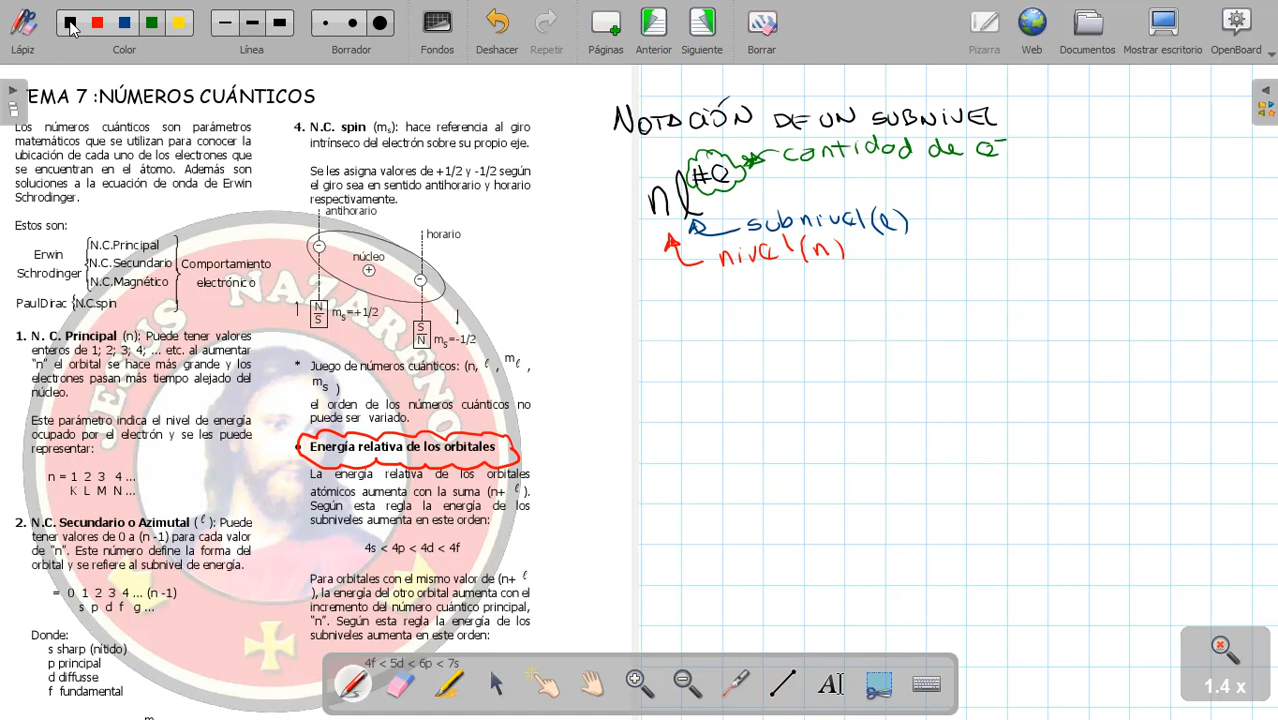 Lápiz
Color
Línea
Borrador
Fondos
Deshacer
Repetir
Páginas
Anterior
Siguiente
Borrar
Pizarra
Web
Documentos
Mostrar escritorio
OpenBoard
EMA 7 :NÚMEROS CUÁNTICOS
Los números cuánticos son parámetros
matemáticos que se utilizan para conocer la
ubicación de cada uno de los electrones que
se encuentran en el átomo. Además son
soluciones a la ecuación de onda de Erwin
Schrodinger.
Estos son:
Erwin
Schrodinger
N.C.Principal
N.C.Secundario
N.C.Magnético
Comportamiento
electrónico
PaulDirac { N.C.spin
1. N. C. Principal (n): Puede tener valores
enteros de 1; 2; 3; 4; ... etc. al aumentar
"n" el orbital se hace más grande y los
electrones pasan más tiempo alejado del
núcleo.
Este parámetro indica el nivel de energía
ocupado por el electrón y se les puede
representar:
n = 1 2 3 4 ...
K L M N ...
2. N.C. Secundario o Azimutal (ℓ): Puede
tener valores de 0 a (n -1) para cada valor
de "n". Este número define la forma del
orbital y se refiere al subnivel de energía.
= 0 1 2 3 4 ... (n -1)
s p d f g ...
Donde:
s sharp (nítido)
p principal
d diffusse
f fundamental
m
4. N.C. spin (ms): hace referencia al giro
intrínseco del electrón sobre su propio eje.
Se les asigna valores de +1/2 y -1/2 según
el giro sea en sentido antihorario y horario
respectivamente.
antihorario
horario
núcleo
N
S
ms=+1/2
S
N
ms=-1/2
* Juego de números cuánticos: (n, ℓ , mℓ ,
ms )
el orden de los números cuánticos no
puede ser variado.
• Energía relativa de los orbitales
La energía relativa de los orbitales
atómicos aumenta con la suma (n+ ℓ ).
Según esta regla la energía de los
subniveles aumenta en este orden:
4s < 4p < 4d < 4f
Para orbitales con el mismo valor de (n+ ℓ
), la energía del otro orbital aumenta con el
incremento del número cuántico principal,
"n". Según esta regla la energía de los
subniveles aumenta en este orden:
4f < 5d < 6p < 7s
JESUS NAZARENO
NOTACIÓN DE UN SUBNIVEL
cantidad de e-
nl #e
subnival (l)
nival (n)
1.4 x